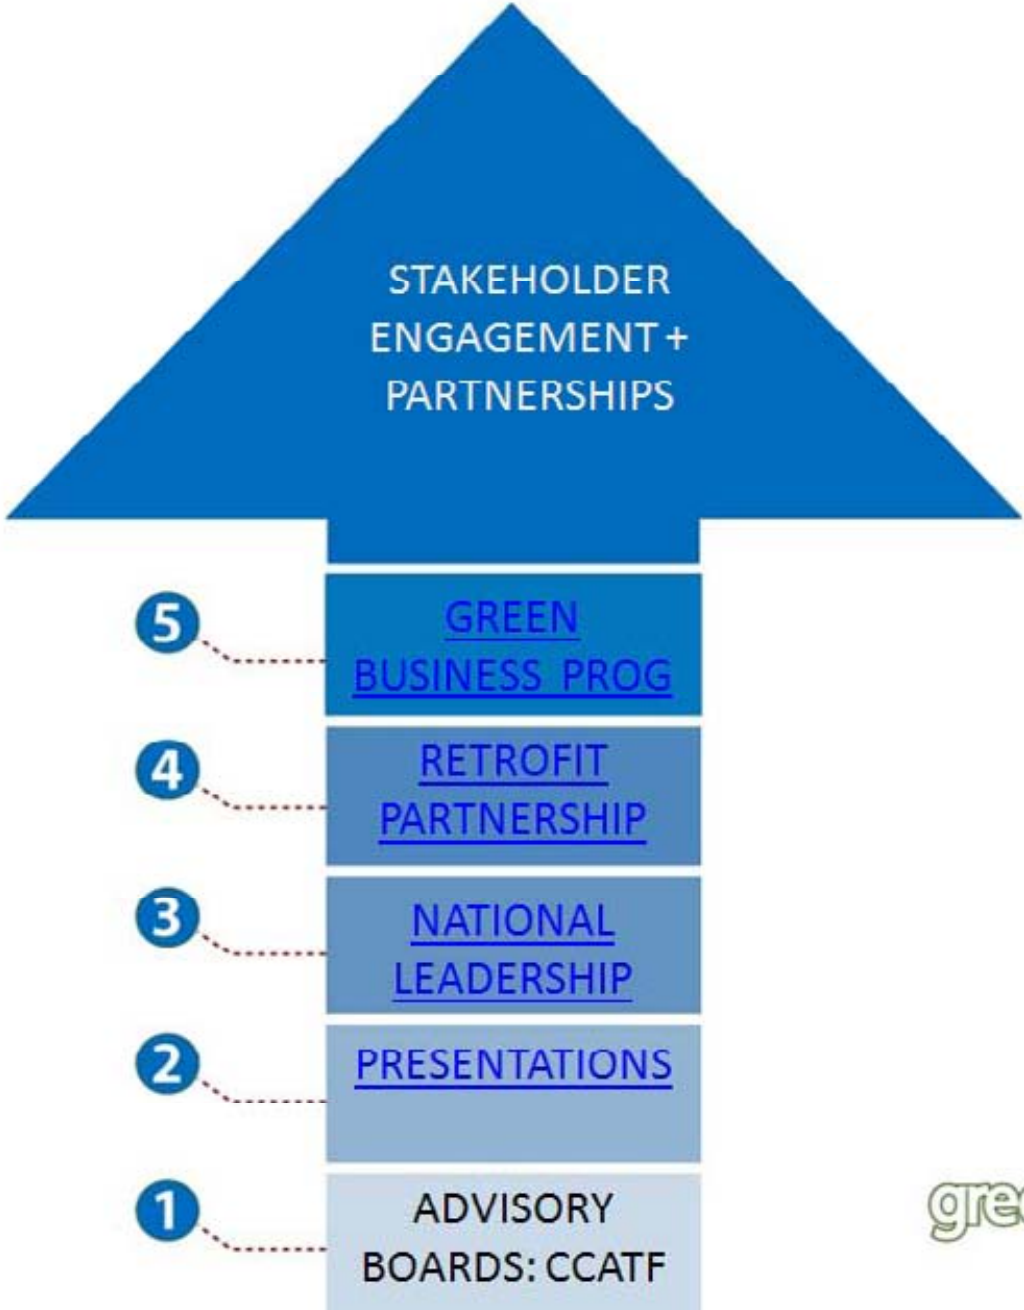 STAKEHOLDER
ENGAGEMENT +
PARTNERSHIPS
5
GREEN
BUSINESS PROG
4
RETROFIT
PARTNERSHIP
3
NATIONAL
LEADERSHIP
2
PRESENTATIONS
1
ADVISORY
BOARDS: CCATF